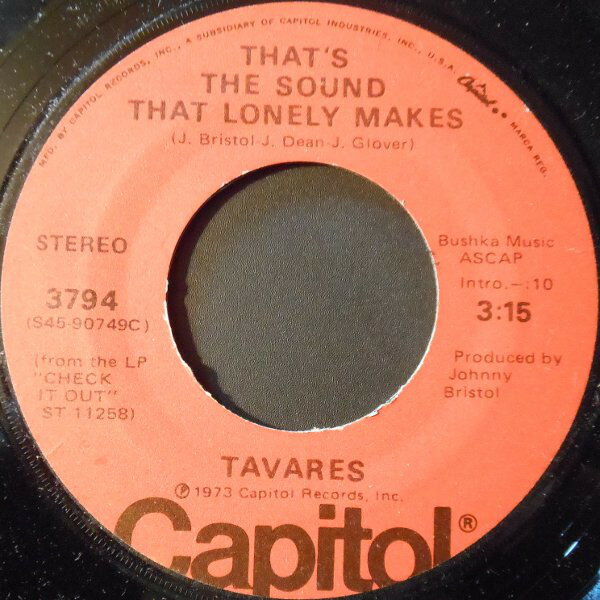 MFD. BY CAPITOL RECORDS, INC., A SUBSIDIARY OF CAPITOL INDUSTRIES, INC., U.S.A.
Capitol
MARCA REG.
THAT'S
THE SOUND
THAT LONELY MAKES
(J. Bristol-J. Dean-J. Glover)
STEREO
3794
(S45-90749C)
(from the LP
"CHECK
IT OUT"
ST 11258)
Bushka Music
ASCAP
Intro.-:10
3:15
Produced by
Johnny
Bristol
TAVARES
Ⓟ1973 Capitol Records, Inc.
Capitol®